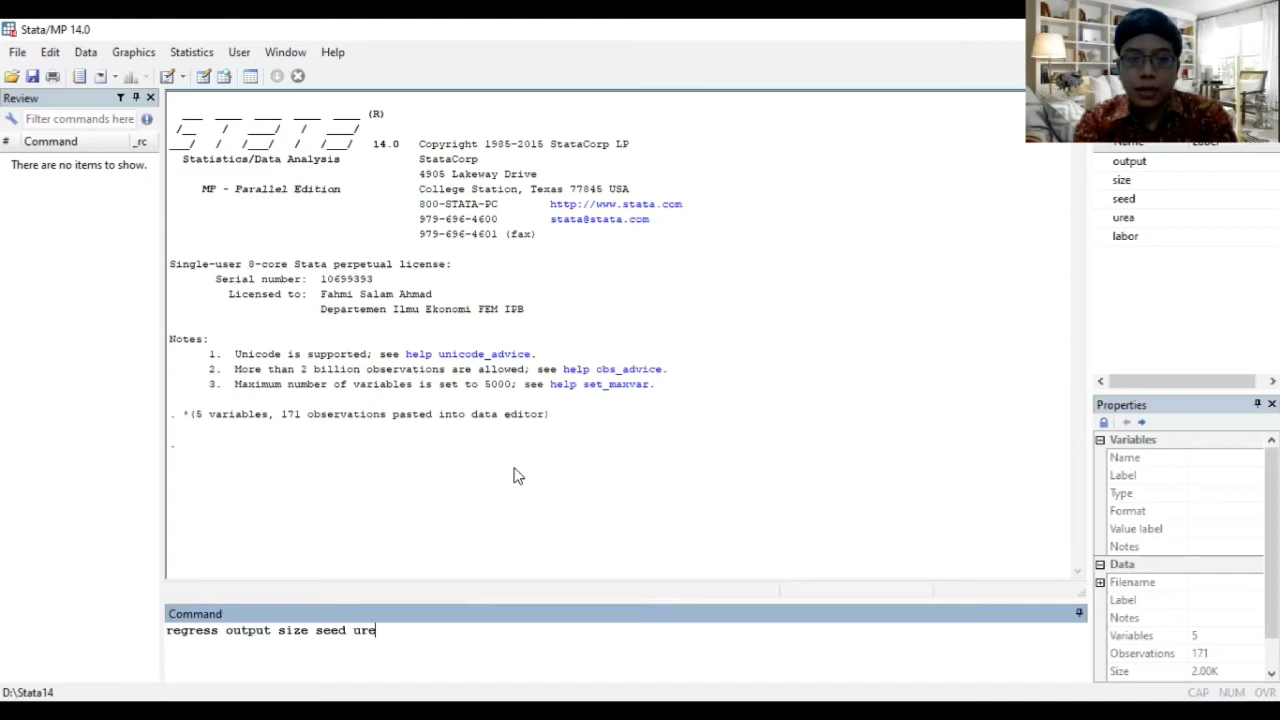 Stata/MP 14.0
File Edit Data Graphics Statistics User Window Help
Review
Filter commands here
# Command _rc
There are no items to show.
(R)
14.0 Copyright 1985-2015 StataCorp LP
Statistics/Data Analysis StataCorp
4905 Lakeway Drive
MP - Parallel Edition College Station, Texas 77845 USA
800-STATA-PC http://www.stata.com
979-696-4600 stata@stata.com
979-696-4601 (fax)
Single-user 8-core Stata perpetual license:
Serial number: 10699393
Licensed to: Fahmi Salam Ahmad
Departemen Ilmu Ekonomi FEM IPB
Notes:
1. Unicode is supported; see help unicode_advice.
2. More than 2 billion observations are allowed; see help obs_advice.
3. Maximum number of variables is set to 5000; see help set_maxvar.
. *(5 variables, 171 observations pasted into data editor)
.
Command
regress output size seed ure
D:\Stata14
Name Label
output
size
seed
urea
labor
Properties
Variables
Name
Label
Type
Format
Value label
Notes
Data
Filename
Label
Notes
Variables 5
Observations 171
Size 2.00K
CAP NUM OVR